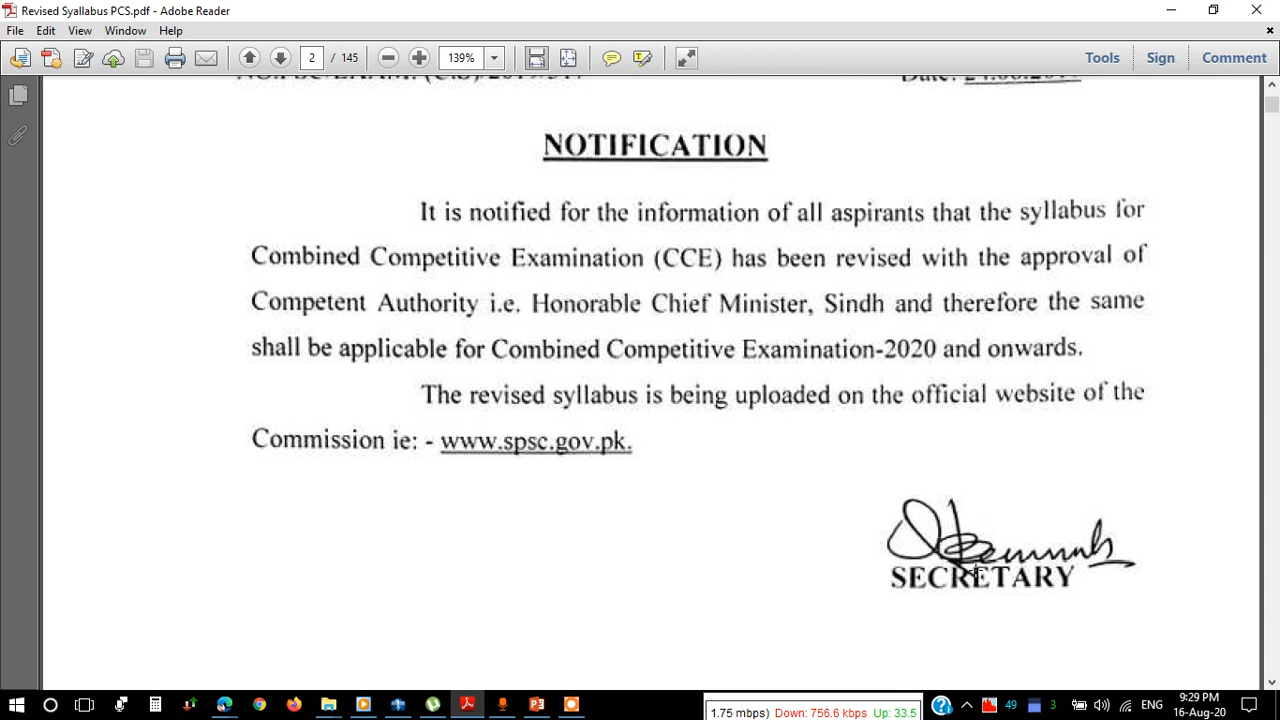 Revised Syallabus PCS.pdf - Adobe Reader
File Edit View Window Help
2 / 145 139% Tools Sign Comment
NOTIFICATION
It is notified for the information of all aspirants that the syllabus for
Combined Competitive Examination (CCE) has been revised with the approval of
Competent Authority i.e. Honorable Chief Minister, Sindh and therefore the same
shall be applicable for Combined Competitive Examination-2020 and onwards.
The revised syllabus is being uploaded on the official website of the
Commission ie: - www.spsc.gov.pk.
SECRETARY
1.75 mbps) Down: 756.6 kbps Up: 33.5
49 3 ENG
9:29 PM
16-Aug-20